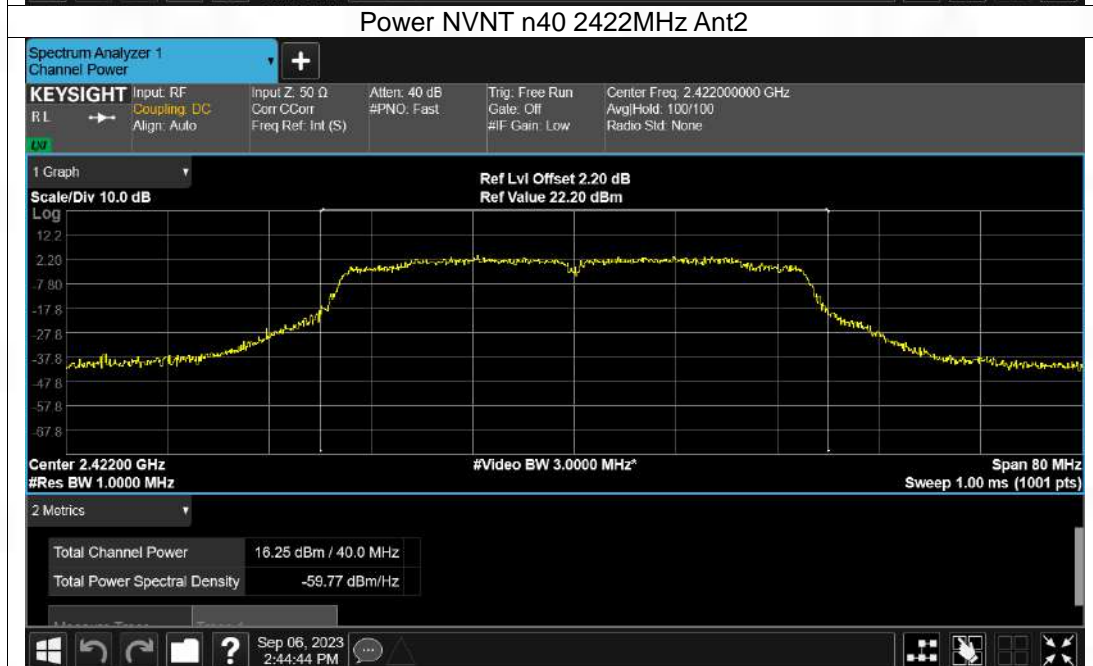 Power NVNT n40 2422MHz Ant2
Spectrum Analyzer 1
Channel Power
+
KEYSIGHT Input: RF Input Z: 50 Ω Atten: 40 dB Trig: Free Run Center Freq: 2.422000000 GHz
RL Coupling: DC Corr CCorr #PNO: Fast Gate: Off Avg|Hold: 100/100
Align: Auto Freq Ref: Int (S) #IF Gain: Low Radio Std: None
LXI
1 Graph Ref Lvl Offset 2.20 dB
Scale/Div 10.0 dB Ref Value 22.20 dBm
Log
12.2
2.20
-7.80
-17.8
-27.8
-37.8
-47.8
-57.8
-67.8
Center 2.42200 GHz #Video BW 3.0000 MHz* Span 80 MHz
#Res BW 1.0000 MHz Sweep 1.00 ms (1001 pts)
2 Metrics
Total Channel Power 16.25 dBm / 40.0 MHz
Total Power Spectral Density -59.77 dBm/Hz
? Sep 06, 2023
2:44:44 PM